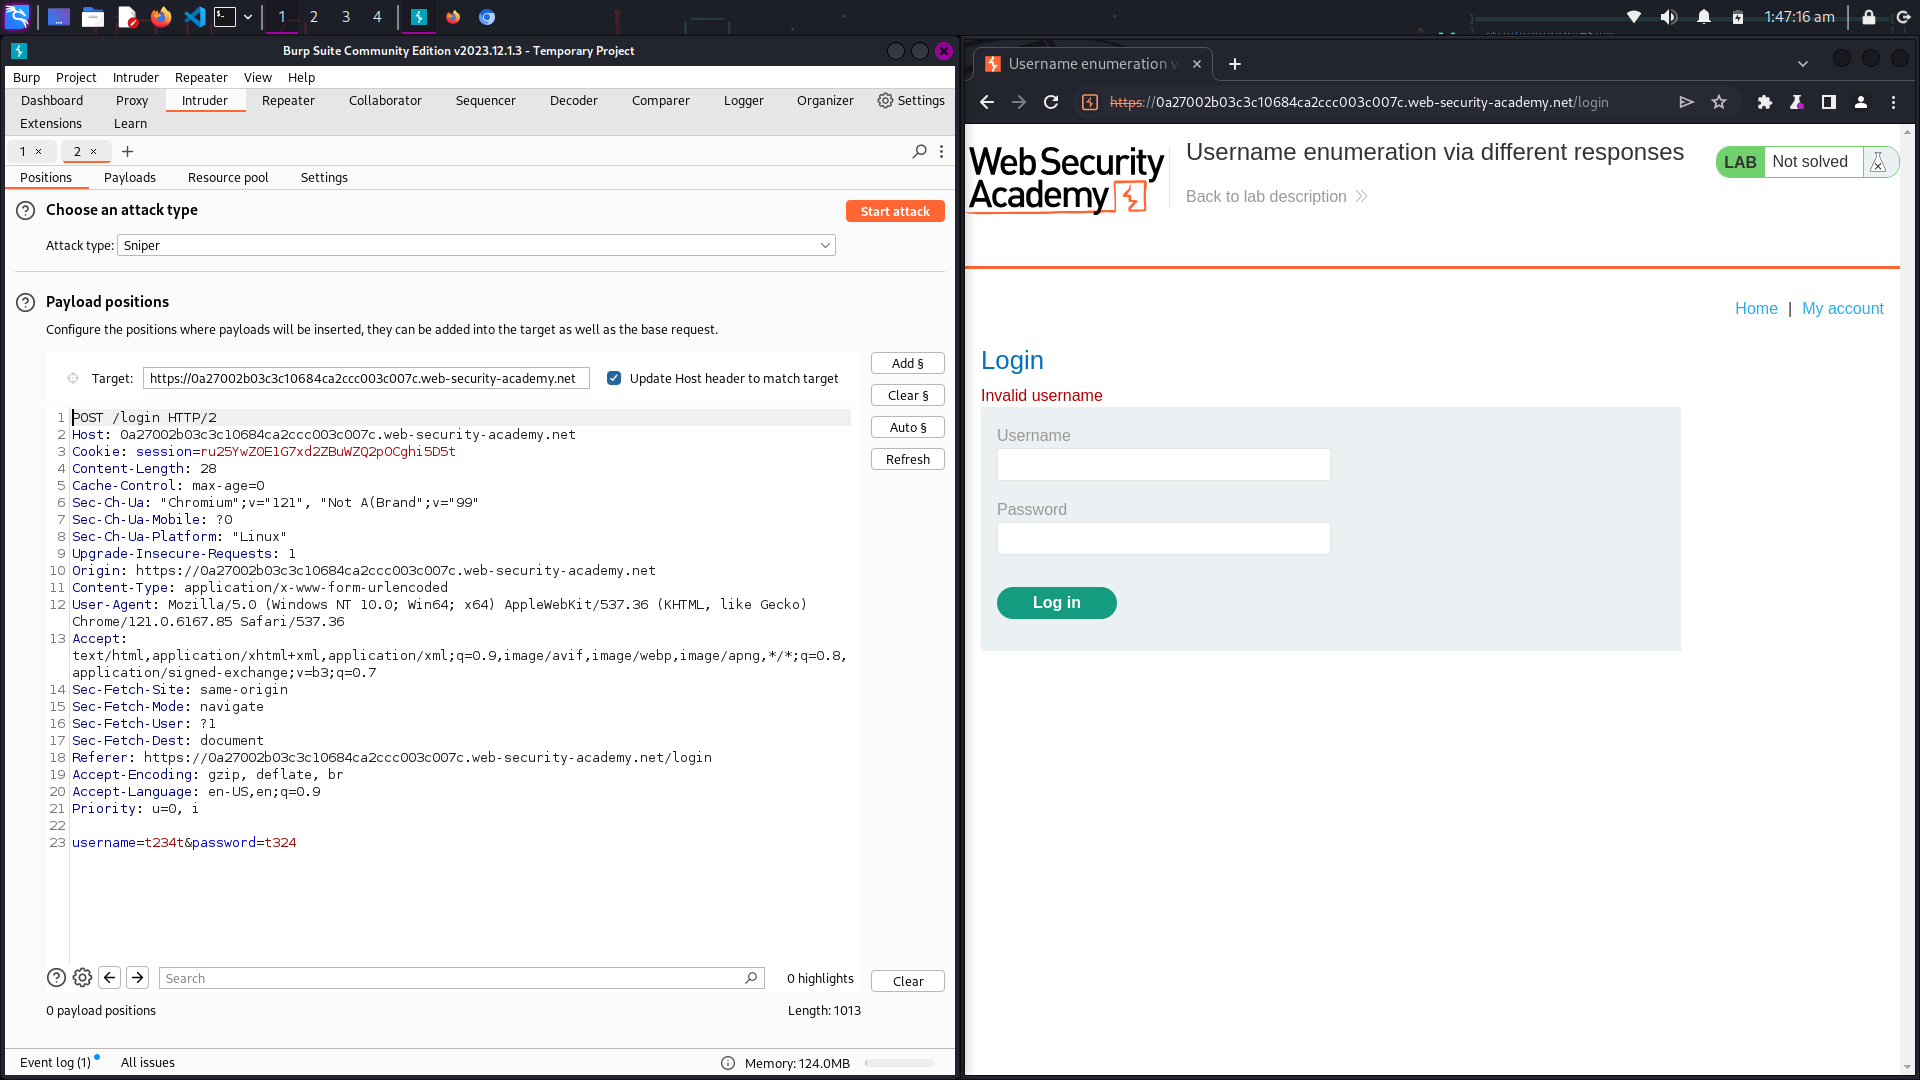 1 2 3 4
1:47:16 am
Burp Suite Community Edition v2023.12.1.3 - Temporary Project
Burp Project Intruder Repeater View Help
Dashboard Proxy Intruder Repeater Collaborator Sequencer Decoder Comparer Logger Organizer Settings
Extensions Learn
1 × 2 × +
Positions Payloads Resource pool Settings
Choose an attack type
Start attack
Attack type: Sniper
Payload positions
Configure the positions where payloads will be inserted, they can be added into the target as well as the base request.
Target: https://0a27002b03c3c10684ca2ccc003c007c.web-security-academy.net
Update Host header to match target
Add §
Clear §
Auto §
Refresh
1 POST /login HTTP/2
2 Host: 0a27002b03c3c10684ca2ccc003c007c.web-security-academy.net
3 Cookie: session=ru25YwZ0ElG7xd2ZBuWZQ2pOCghi5D5t
4 Content-Length: 28
5 Cache-Control: max-age=0
6 Sec-Ch-Ua: "Chromium";v="121", "Not A(Brand";v="99"
7 Sec-Ch-Ua-Mobile: ?0
8 Sec-Ch-Ua-Platform: "Linux"
9 Upgrade-Insecure-Requests: 1
10 Origin: https://0a27002b03c3c10684ca2ccc003c007c.web-security-academy.net
11 Content-Type: application/x-www-form-urlencoded
12 User-Agent: Mozilla/5.0 (Windows NT 10.0; Win64; x64) AppleWebKit/537.36 (KHTML, like Gecko)
Chrome/121.0.6167.85 Safari/537.36
13 Accept:
text/html,application/xhtml+xml,application/xml;q=0.9,image/avif,image/webp,image/apng,*/*;q=0.8,
application/signed-exchange;v=b3;q=0.7
14 Sec-Fetch-Site: same-origin
15 Sec-Fetch-Mode: navigate
16 Sec-Fetch-User: ?1
17 Sec-Fetch-Dest: document
18 Referer: https://0a27002b03c3c10684ca2ccc003c007c.web-security-academy.net/login
19 Accept-Encoding: gzip, deflate, br
20 Accept-Language: en-US,en;q=0.9
21 Priority: u=0, i
22
23 username=t234t&password=t324
Search
0 highlights
Clear
0 payload positions
Length: 1013
Event log (1) All issues
Memory: 124.0MB
Username enumeration v
https://0a27002b03c3c10684ca2ccc003c007c.web-security-academy.net/login
Web Security
Academy
Username enumeration via different responses
Back to lab description
LAB Not solved
Home | My account
Login
Invalid username
Username
Password
Log in